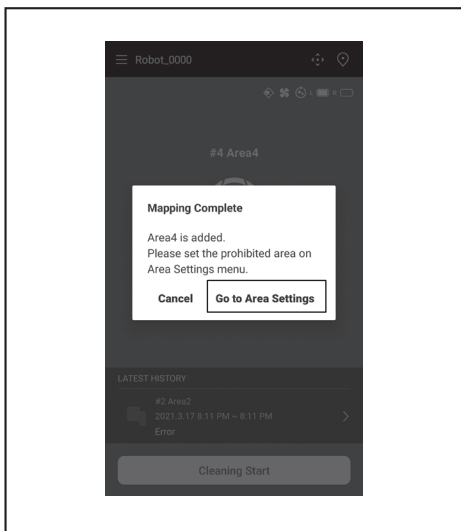 Robot_0000
L R
#4 Area4
Mapping Complete
Area4 is added.
Please set the prohibited area on
Area Settings menu.
Cancel Go to Area Settings
LATEST HISTORY
#2 Area2
2021.3.17 8:11 PM ~ 8:11 PM
Error
Cleaning Start